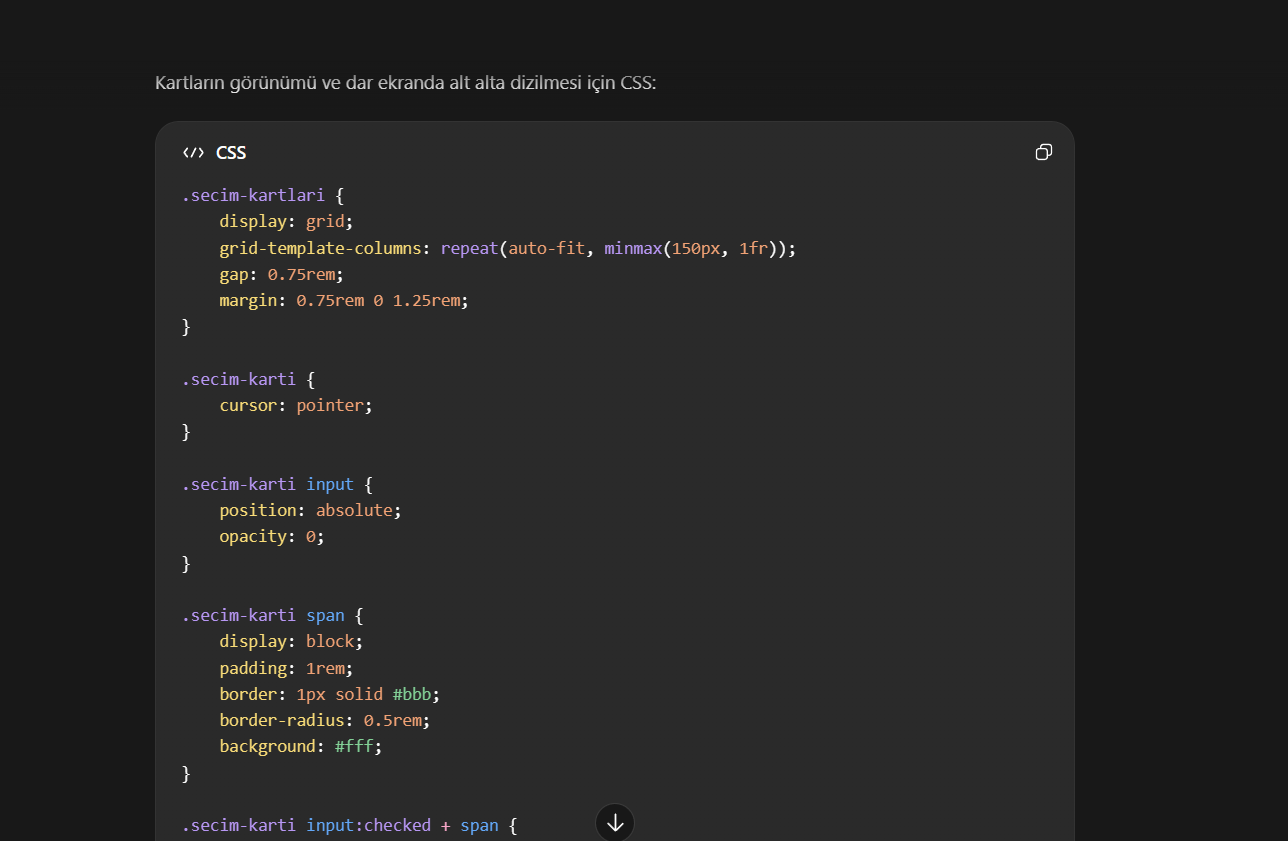 Kartların görünümü ve dar ekranda alt alta dizilmesi için CSS:
</> CSS
.secim-kartlari {
    display: grid;
    grid-template-columns: repeat(auto-fit, minmax(150px, 1fr));
    gap: 0.75rem;
    margin: 0.75rem 0 1.25rem;
}

.secim-karti {
    cursor: pointer;
}

.secim-karti input {
    position: absolute;
    opacity: 0;
}

.secim-karti span {
    display: block;
    padding: 1rem;
    border: 1px solid #bbb;
    border-radius: 0.5rem;
    background: #fff;
}

.secim-karti input:checked + span {